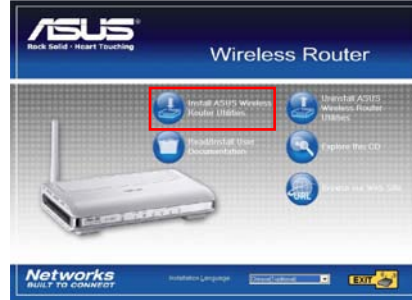 ASUS
Rock Solid · Heart Touching
Wireless Router
Install ASUS Wireless
Router Utilities
Uninstall ASUS
Wireless Router
Utilities
Read/Install User
Documentation
Explore this CD
Browse our Web Site
URL
Networks
BUILT TO CONNECT
Installation Language
EXIT